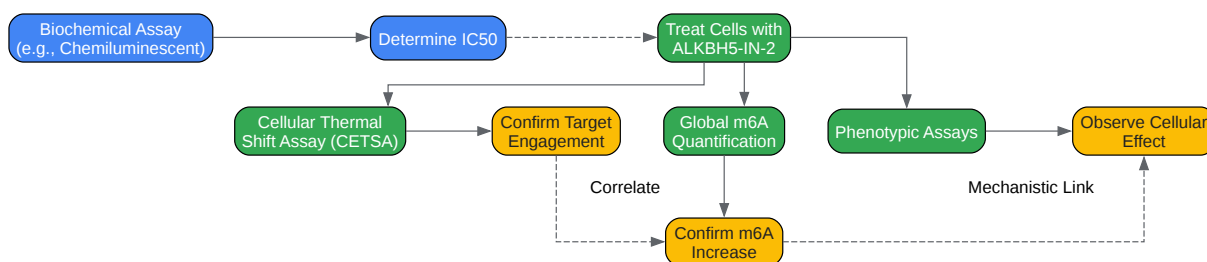 Biochemical Assay
(e.g., Chemiluminescent)
Determine IC50
Treat Cells with
ALKBH5-IN-2
Cellular Thermal
Shift Assay (CETSA)
Confirm Target
Engagement
Global m6A
Quantification
Phenotypic Assays
Observe Cellular
Effect
Correlate
Mechanistic Link
Confirm m6A
Increase